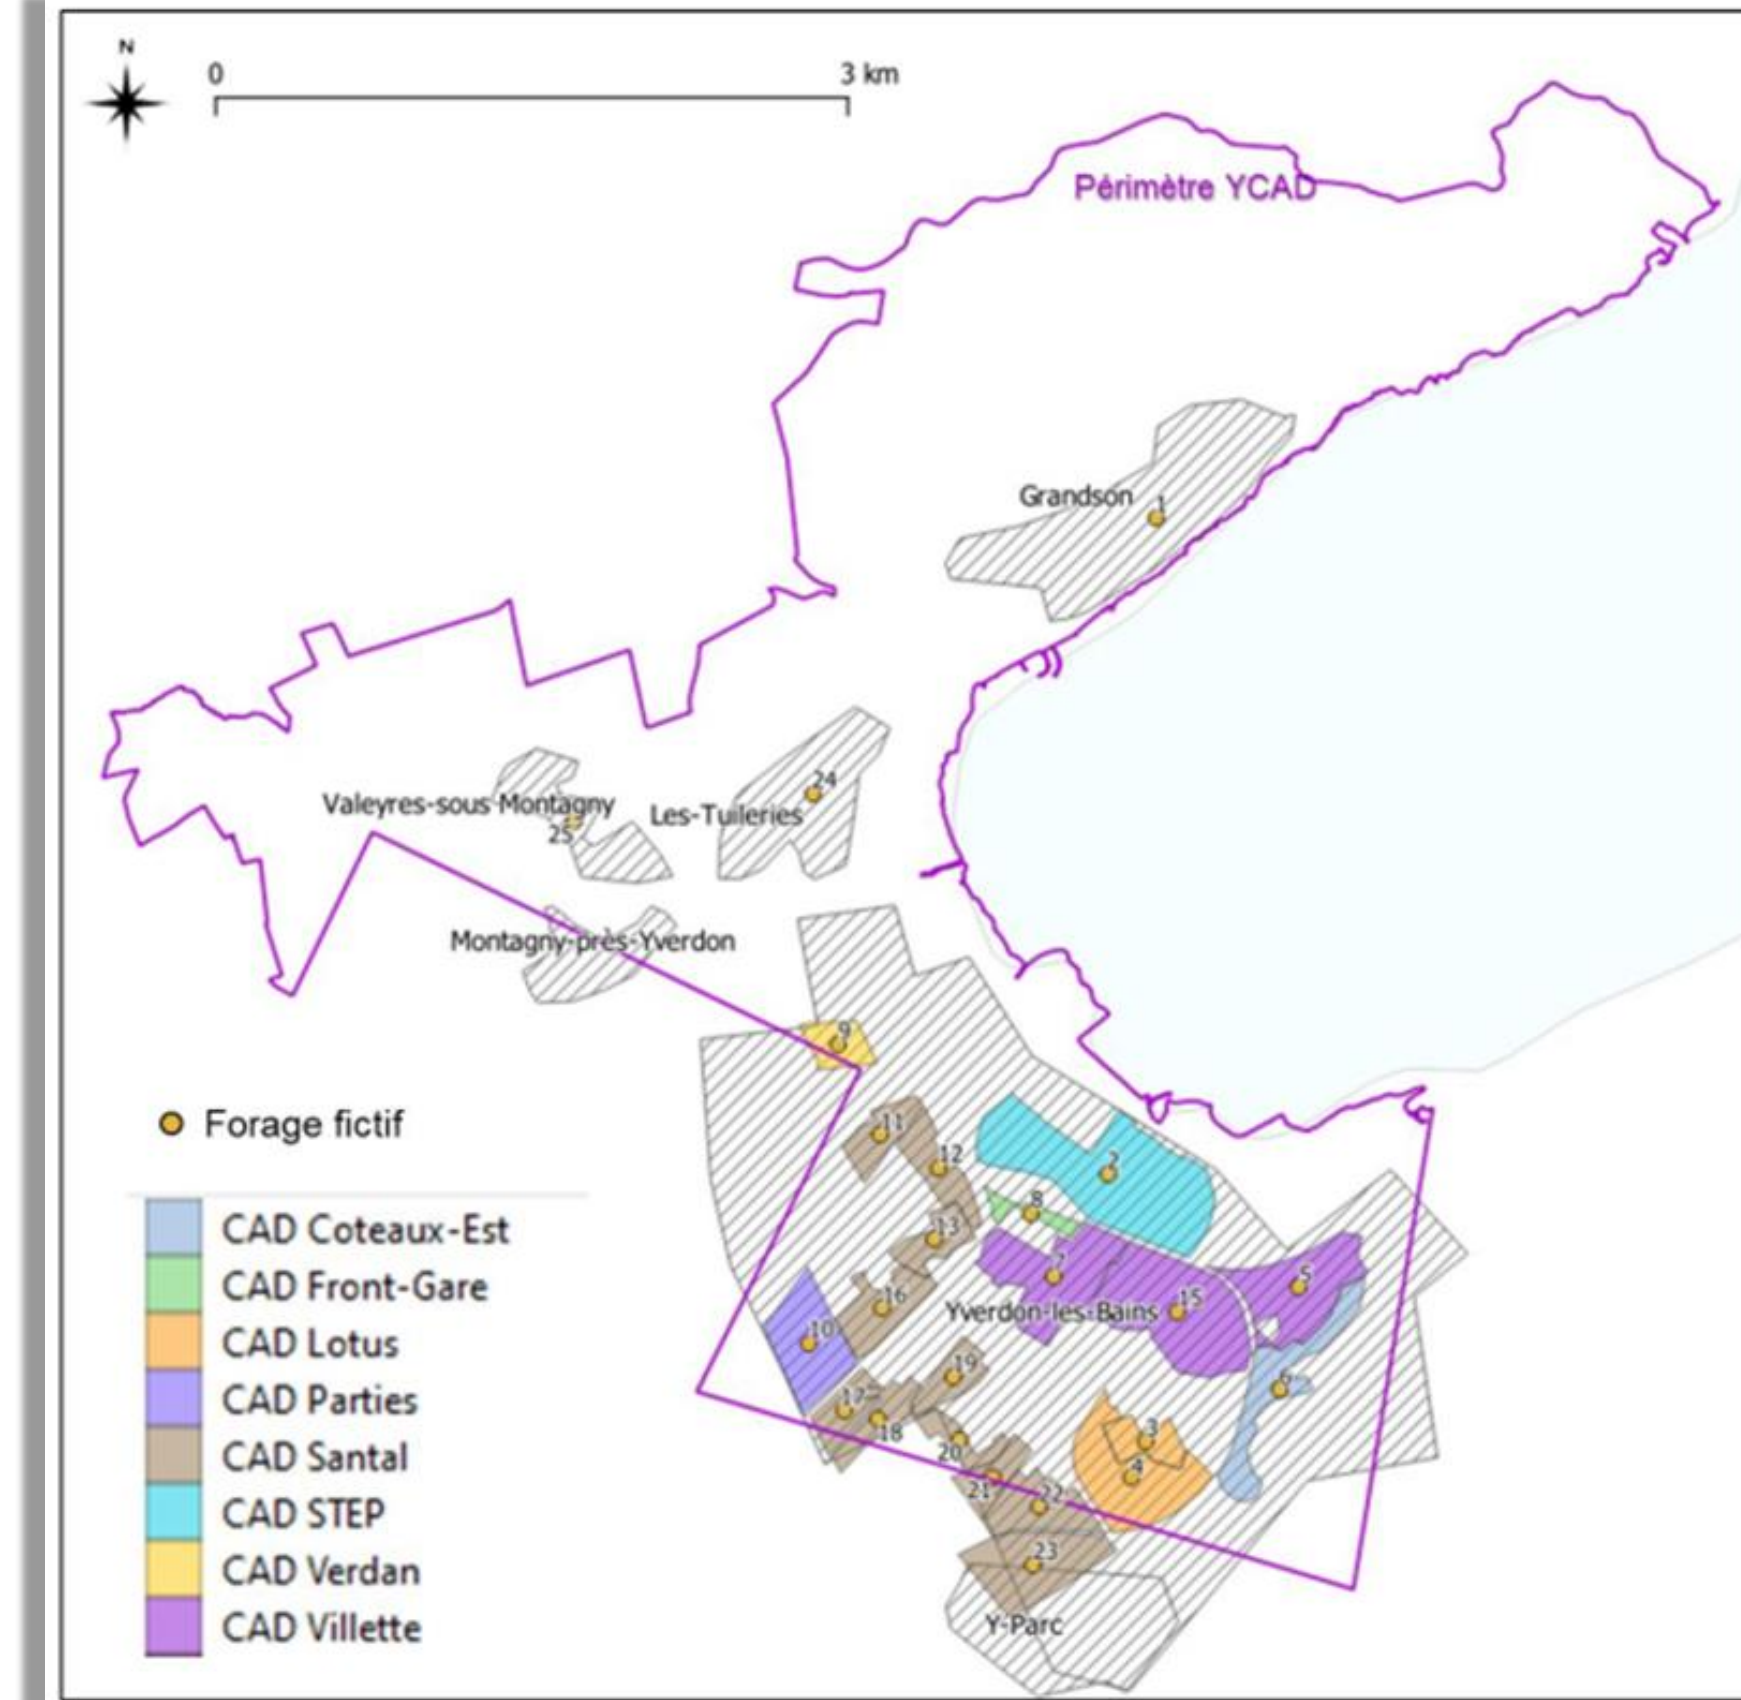 N
0 3 km
Périmètre YCAD
Grandson
1
24
Valeyres-sous Montagny
Les-Tuileries
25
Montagny-près-Yverdon
9
Forage fictif
11
12
2
8
13
7
5
16
Yverdon-les-Bains
15
10
19
6
17
18
3
20
4
21
22
23
Y-Parc
CAD Coteaux-Est
CAD Front-Gare
CAD Lotus
CAD Parties
CAD Santal
CAD STEP
CAD Verdan
CAD Villette